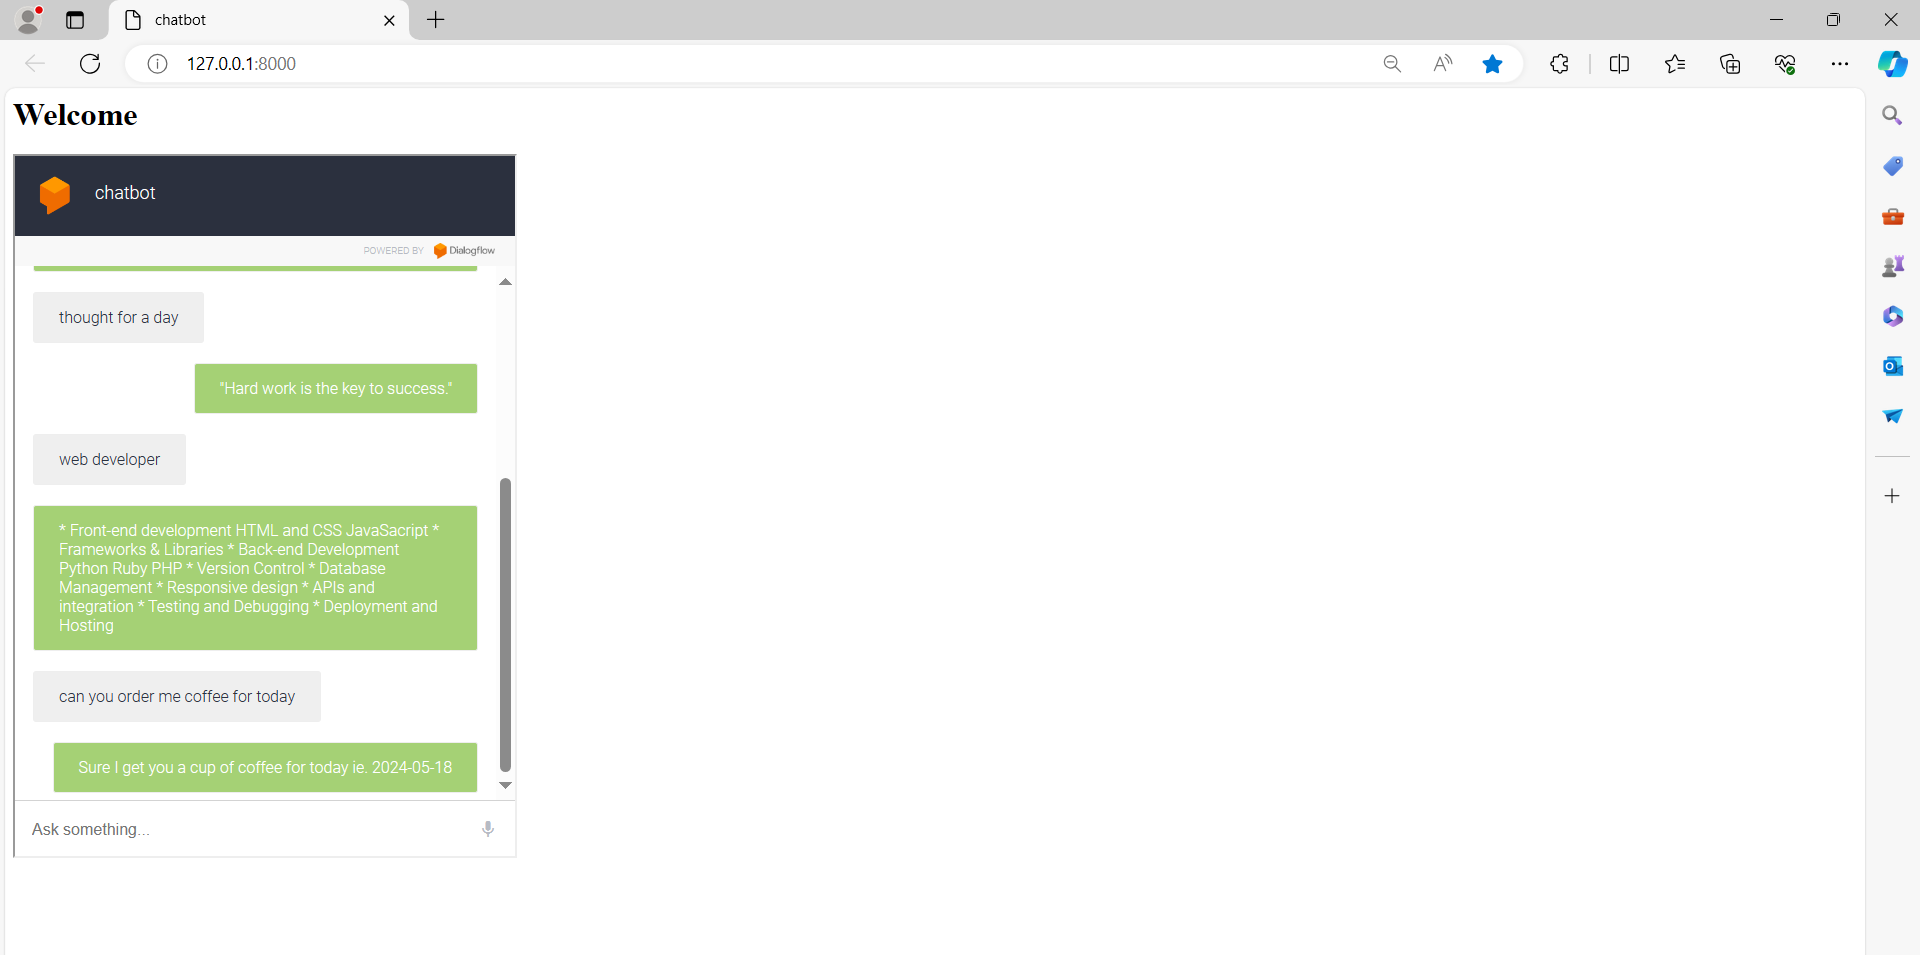 chatbot
127.0.0.1:8000
Welcome
chatbot
POWERED BY Dialogflow
thought for a day
"Hard work is the key to success."
web developer
* Front-end development HTML and CSS JavaSacript *
Frameworks & Libraries * Back-end Development
Python Ruby PHP * Version Control * Database
Management * Responsive design * APIs and
integration * Testing and Debugging * Deployment and
Hosting
can you order me coffee for today
Sure I get you a cup of coffee for today ie. 2024-05-18
Ask something...